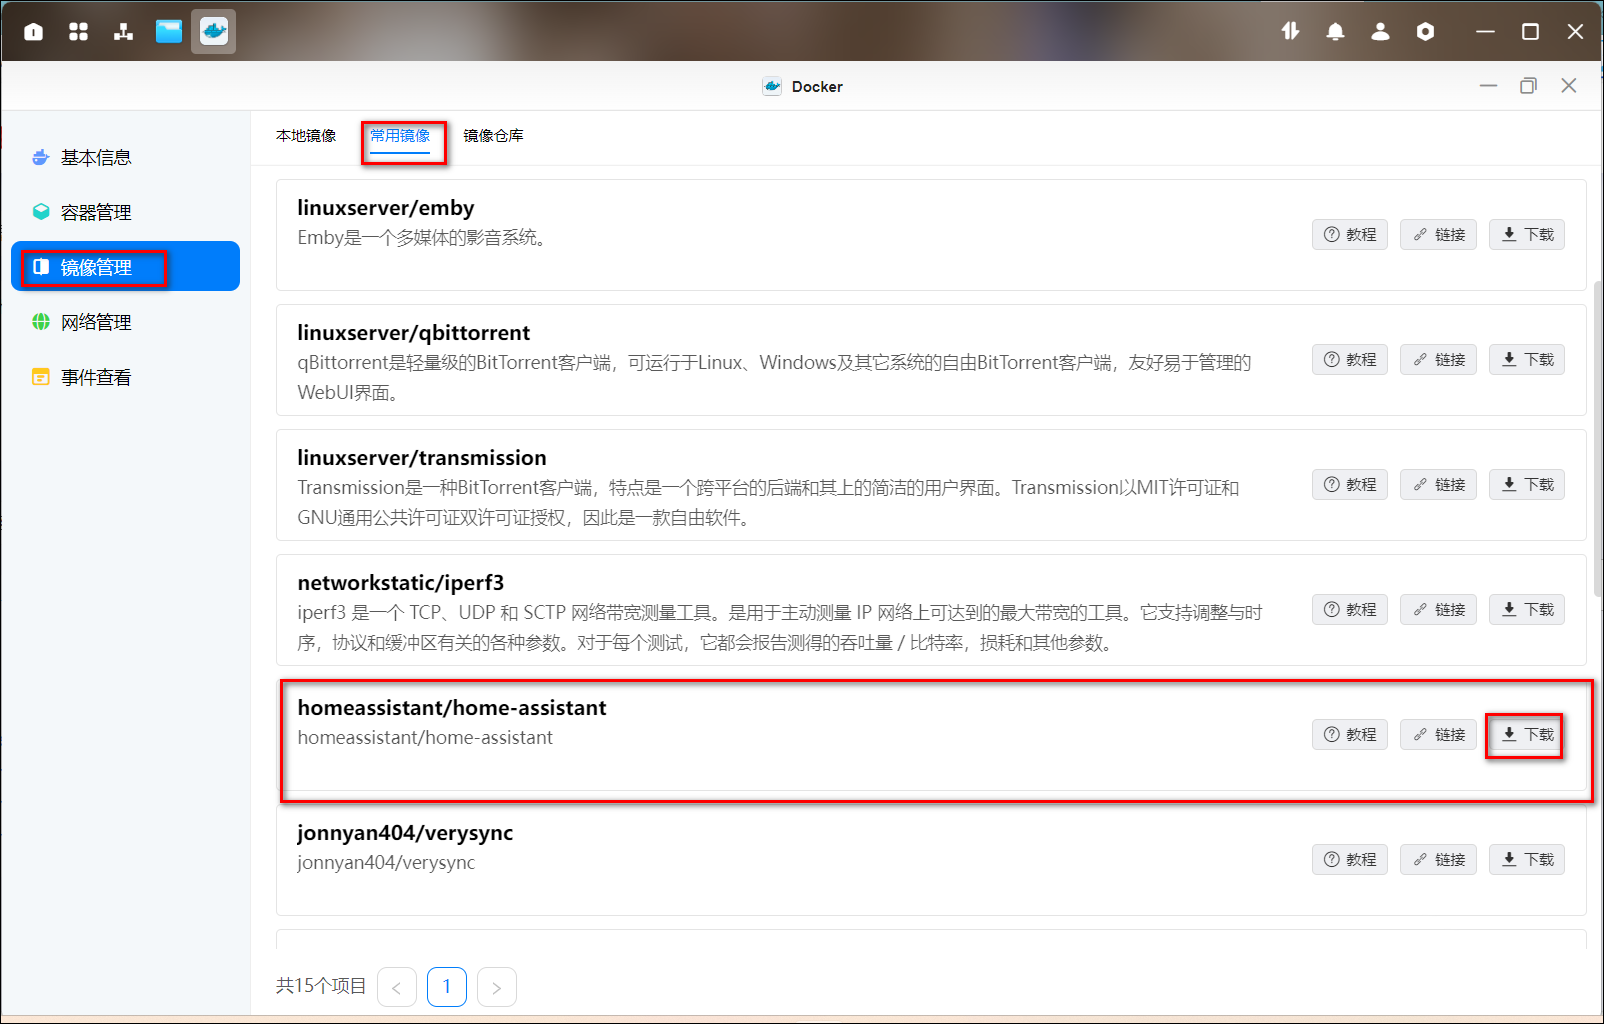 Docker
基本信息
容器管理
镜像管理
网络管理
事件查看
本地镜像 常用镜像 镜像仓库
linuxserver/emby
Emby是一个多媒体的影音系统。
教程 链接 下载
linuxserver/qbittorrent
qBittorrent是轻量级的BitTorrent客户端，可运行于Linux、Windows及其它系统的自由BitTorrent客户端，友好易于管理的
WebUI界面。
教程 链接 下载
linuxserver/transmission
Transmission是一种BitTorrent客户端，特点是一个跨平台的后端和其上的简洁的用户界面。Transmission以MIT许可证和
GNU通用公共许可证双许可证授权，因此是一款自由软件。
教程 链接 下载
networkstatic/iperf3
iperf3 是一个 TCP、UDP 和 SCTP 网络带宽测量工具。是用于主动测量 IP 网络上可达到的最大带宽的工具。它支持调整与时
序，协议和缓冲区有关的各种参数。对于每个测试，它都会报告测得的吞吐量 / 比特率，损耗和其他参数。
教程 链接 下载
homeassistant/home-assistant
homeassistant/home-assistant
教程 链接 下载
jonnyan404/verysync
jonnyan404/verysync
教程 链接 下载
共15个项目 < 1 >